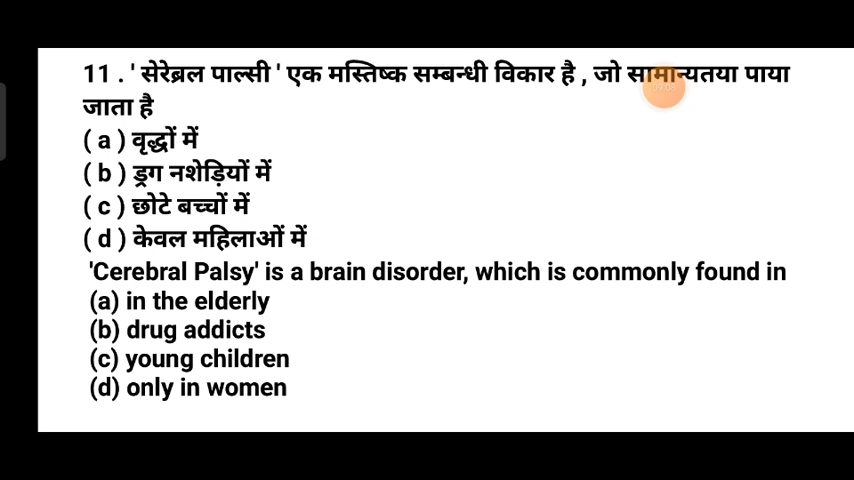 11 . ' सेरेब्रल पाल्सी ' एक मस्तिष्क सम्बन्धी विकार है , जो सामान्यतया पाया
जाता है
( a ) वृद्धों में
( b ) ड्रग नशेड़ियों में
( c ) छोटे बच्चों में
( d ) केवल महिलाओं में
'Cerebral Palsy' is a brain disorder, which is commonly found in
(a) in the elderly
(b) drug addicts
(c) young children
(d) only in women